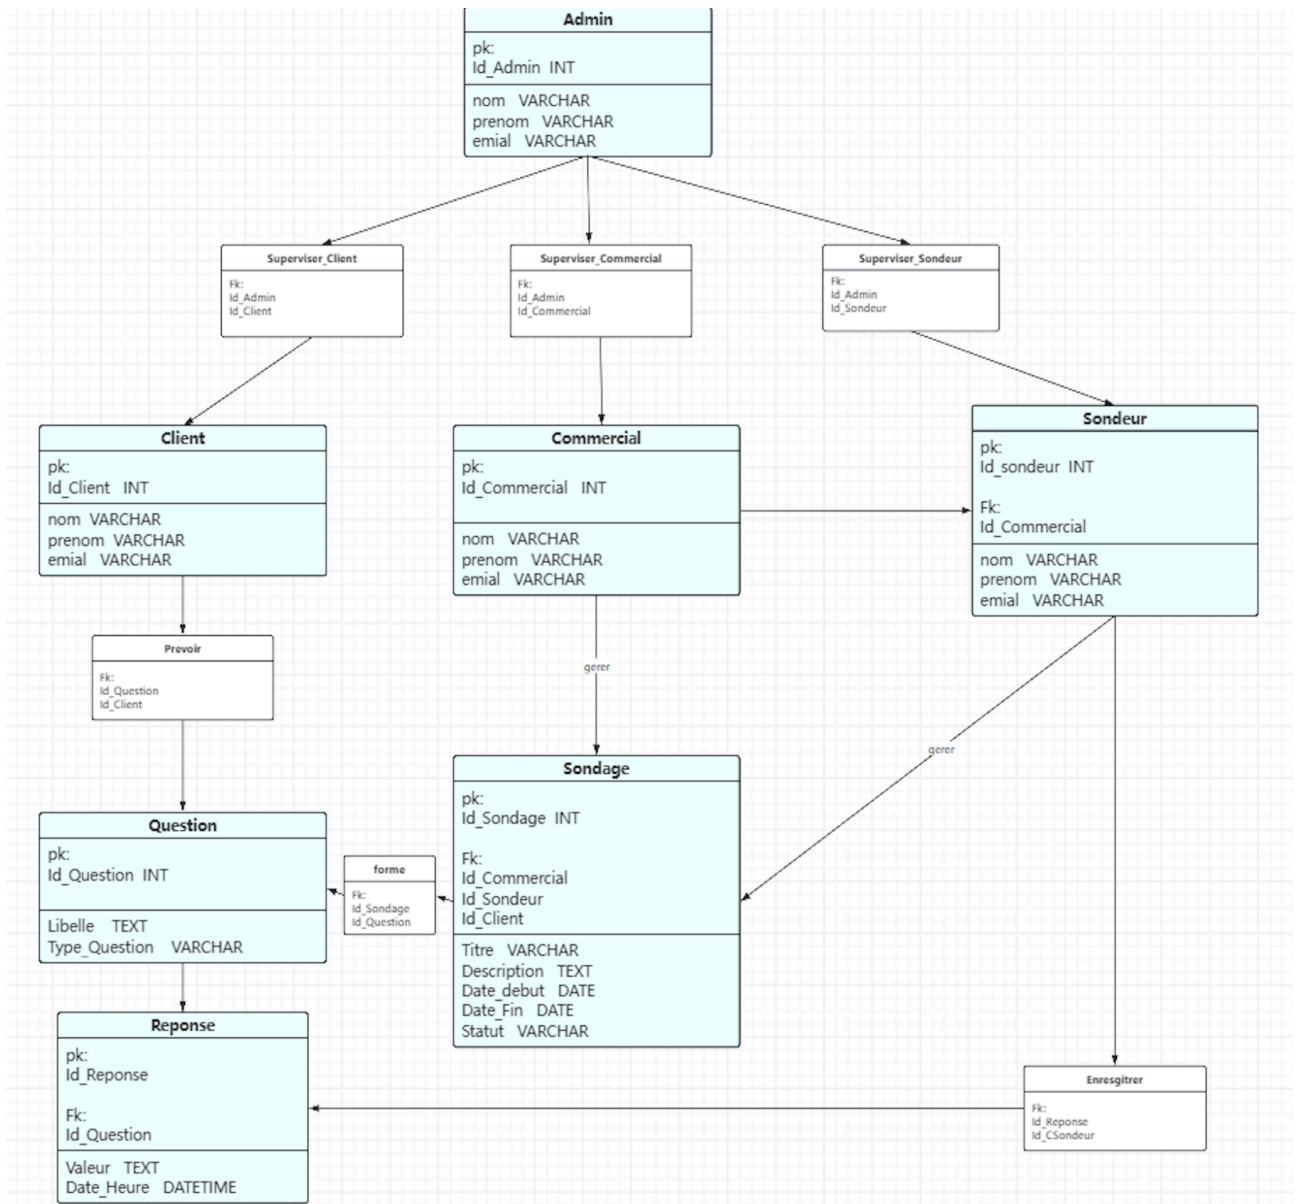 Admin
pk:
Id_Admin INT
nom VARCHAR
prenom VARCHAR
emial VARCHAR
Superviser_Client
Fk:
Id_Admin
Id_Client
Superviser_Commercial
Fk:
Id_Admin
Id_Commercial
Superviser_Sondeur
Fk:
Id_Admin
Id_Sondeur
Client
pk:
Id_Client INT
nom VARCHAR
prenom VARCHAR
emial VARCHAR
Commercial
pk:
Id_Commercial INT
nom VARCHAR
prenom VARCHAR
emial VARCHAR
Sondeur
pk:
Id_sondeur INT
Fk:
Id_Commercial
nom VARCHAR
prenom VARCHAR
emial VARCHAR
Prevoir
Fk:
Id_Question
Id_Client
gerer
gerer
Question
pk:
Id_Question INT
Libelle TEXT
Type_Question VARCHAR
forme
Fk:
Id_Sondage
Id_Question
Sondage
pk:
Id_Sondage INT
Fk:
Id_Commercial
Id_Sondeur
Id_Client
Titre VARCHAR
Description TEXT
Date_debut DATE
Date_Fin DATE
Statut VARCHAR
Reponse
pk:
Id_Reponse
Fk:
Id_Question
Valeur TEXT
Date_Heure DATETIME
Enresgitrer
Fk:
Id_Reponse
Id_CSondeur